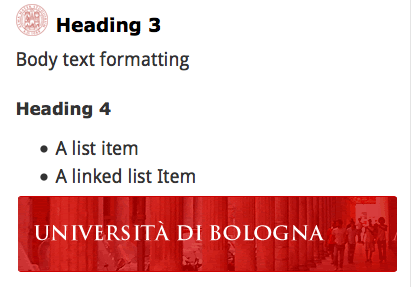 Heading 3
Body text formatting
Heading 4
A list item
A linked list Item
UNIVERSITÀ DI BOLOGNA